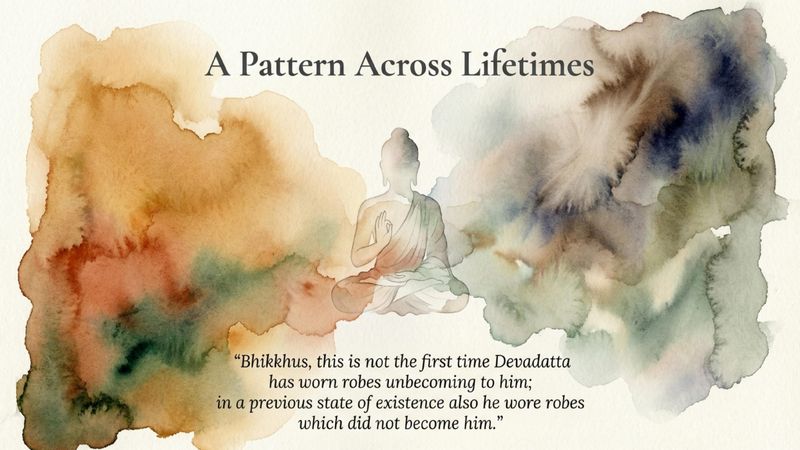 A Pattern Across Lifetimes
“Bhikkhus, this is not the first time Devadatta
has worn robes unbecoming to him;
in a previous state of existence also he wore robes
which did not become him.”